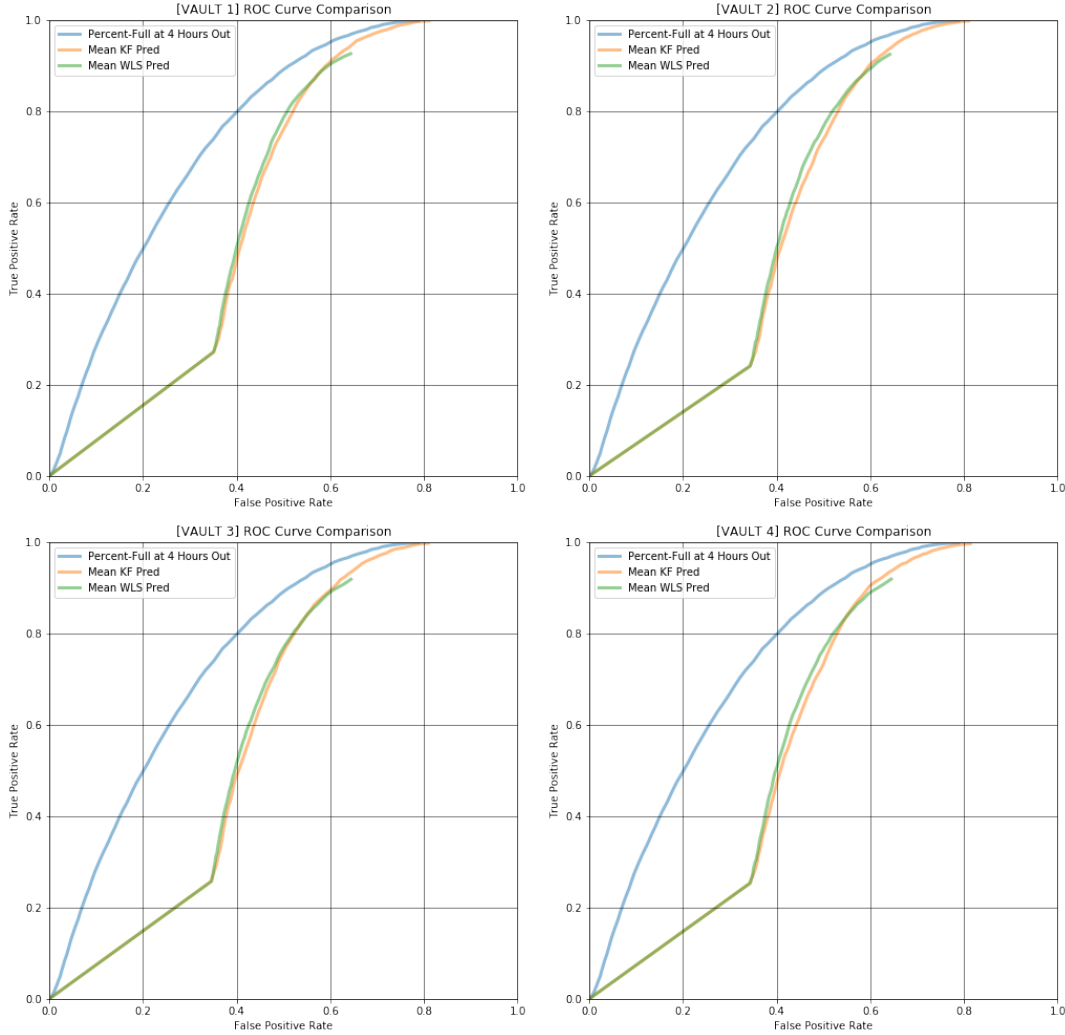 [VAULT 1] ROC Curve Comparison
Percent-Full at 4 Hours Out
Mean KF Pred
Mean WLS Pred
True Positive Rate
1.0
0.8
0.6
0.4
0.2
0.0
0.0 0.2 0.4 0.6 0.8 1.0
False Positive Rate
[VAULT 2] ROC Curve Comparison
Percent-Full at 4 Hours Out
Mean KF Pred
Mean WLS Pred
True Positive Rate
1.0
0.8
0.6
0.4
0.2
0.0
0.0 0.2 0.4 0.6 0.8 1.0
False Positive Rate
[VAULT 3] ROC Curve Comparison
Percent-Full at 4 Hours Out
Mean KF Pred
Mean WLS Pred
True Positive Rate
1.0
0.8
0.6
0.4
0.2
0.0
0.0 0.2 0.4 0.6 0.8 1.0
False Positive Rate
[VAULT 4] ROC Curve Comparison
Percent-Full at 4 Hours Out
Mean KF Pred
Mean WLS Pred
True Positive Rate
1.0
0.8
0.6
0.4
0.2
0.0
0.0 0.2 0.4 0.6 0.8 1.0
False Positive Rate